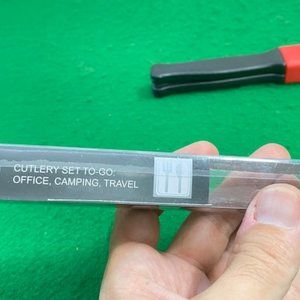 CUTLERY SET TO-GO:
OFFICE, CAMPING, TRAVEL